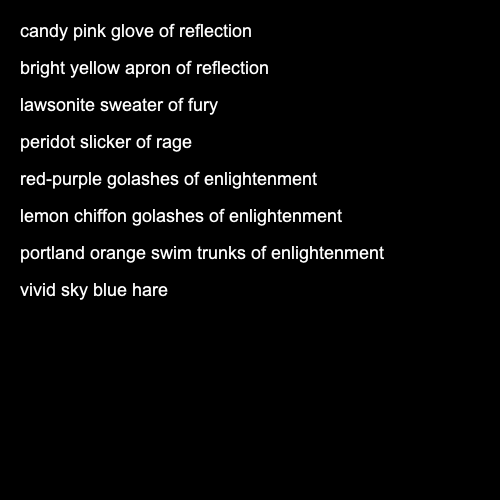 candy pink glove of reflection
bright yellow apron of reflection
lawsonite sweater of fury
peridot slicker of rage
red-purple golashes of enlightenment
lemon chiffon golashes of enlightenment
portland orange swim trunks of enlightenment
vivid sky blue hare